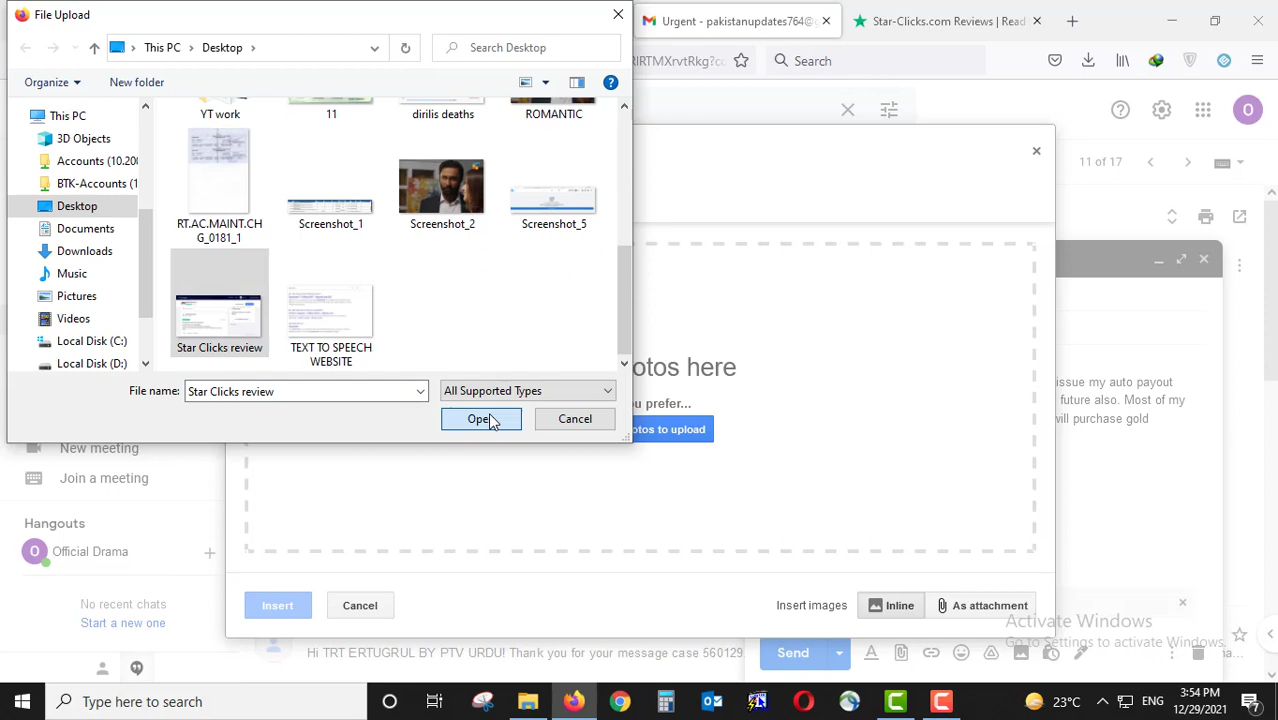 File Upload
Urgent - pakistanupdates764@
Star-Clicks.com Reviews | Read
This PC
Desktop
Search Desktop
RIRTMXrvtRkg?c
Search
Organize
New folder
YT work
11
dirilis deaths
ROMANTIC
This PC
3D Objects
Accounts (10.20
BTK-Accounts (1
Desktop
Documents
Downloads
Music
Pictures
Videos
Local Disk (C:)
Local Disk (D:)
RT.AC.MAINT.CH
G_0181_1
Screenshot_1
Screenshot_2
Screenshot_5
Star Clicks review
TEXT TO SPEECH
WEBSITE
File name:
Star Clicks review
All Supported Types
Open
Cancel
O
11 of 17
otos here
u prefer...
otos to upload
issue my auto payout
future also. Most of my
will purchase gold
New meeting
Join a meeting
Hangouts
O
Official Drama
No recent chats
Start a new one
Insert
Cancel
Insert images
Inline
As attachment
Activate Windows
Go to Settings to activate Windows.
Hi TRT ERTUGRUL BY PTV URDU! Thank you for your message case 560129
Send
Type here to search
23°C
ENG
3:54 PM
12/29/2021
7